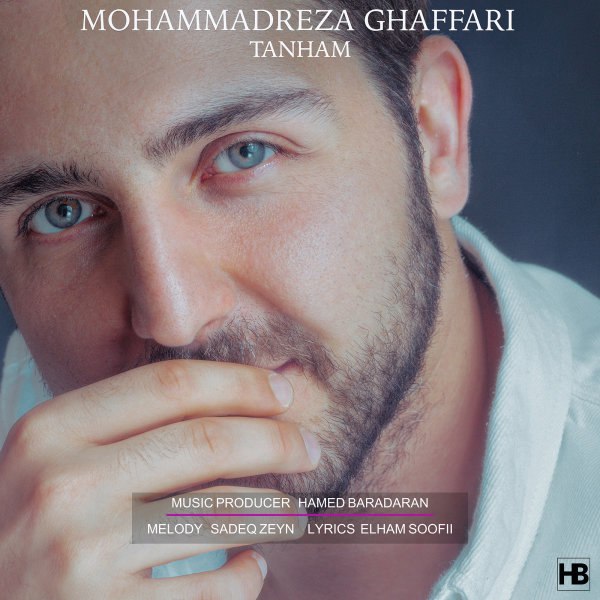 MOHAMMADREZA GHAFFARI
TANHAM
MUSIC PRODUCER HAMED BARADARAN
MELODY SADEQ ZEYN LYRICS ELHAM SOOFII
HB